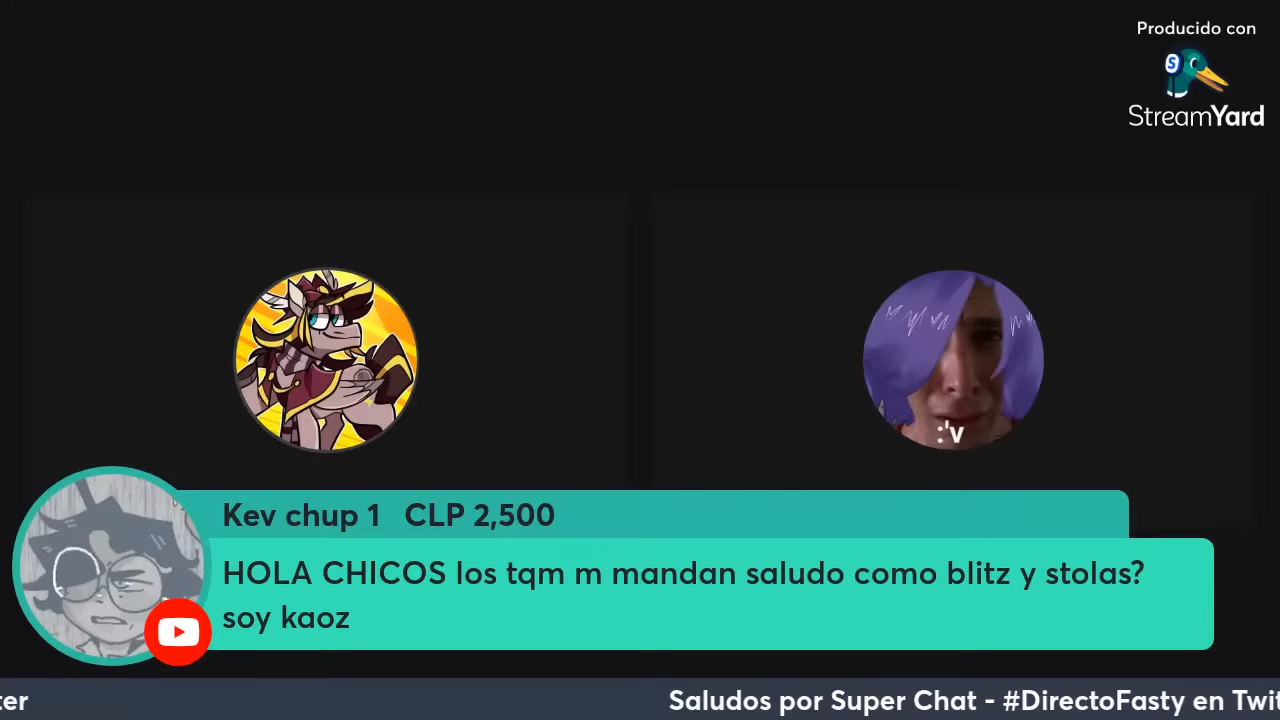 Producido con
StreamYard
:'v
Kev chup 1 CLP 2,500
HOLA CHICOS los tqm m mandan saludo como blitz y stolas?
soy kaoz
ter Saludos por Super Chat - #DirectoFasty en Twit